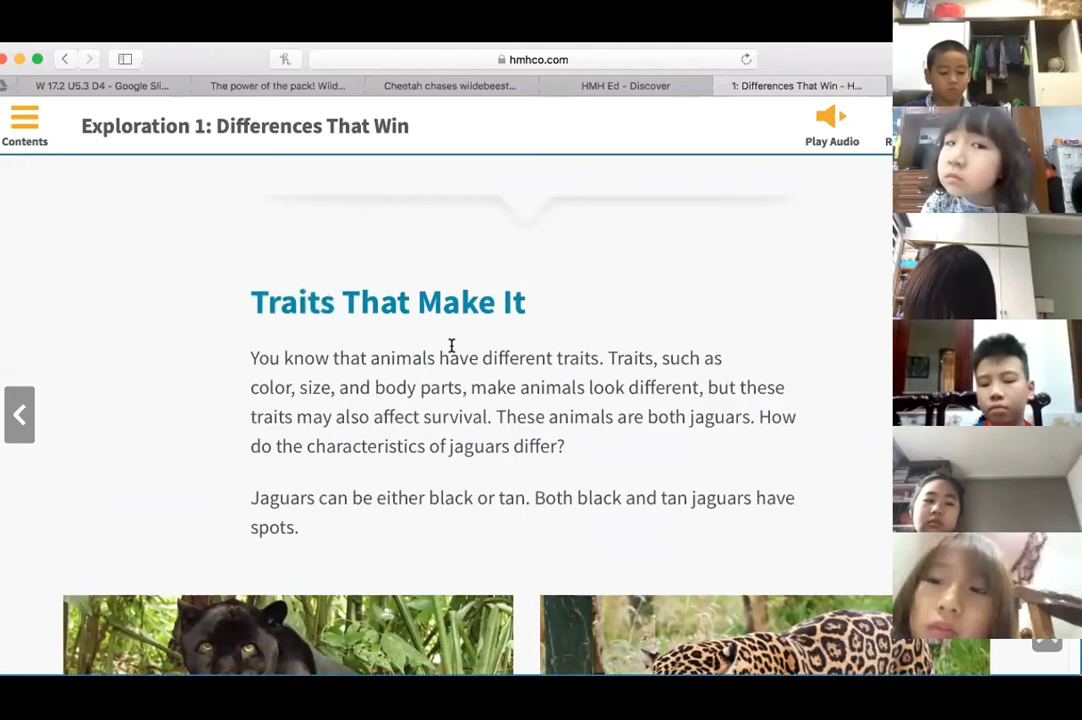 hmhco.com
W 17.2 U5.3 D4 - Google Sli...
The power of the pack! Wild...
Cheetah chases wildebeest...
HMH Ed - Discover
1: Differences That Win - H...
Contents
Exploration 1: Differences That Win
Play Audio
R
Traits That Make It
You know that animals have different traits. Traits, such as
color, size, and body parts, make animals look different, but these
traits may also affect survival. These animals are both jaguars. How
do the characteristics of jaguars differ?
Jaguars can be either black or tan. Both black and tan jaguars have
spots.